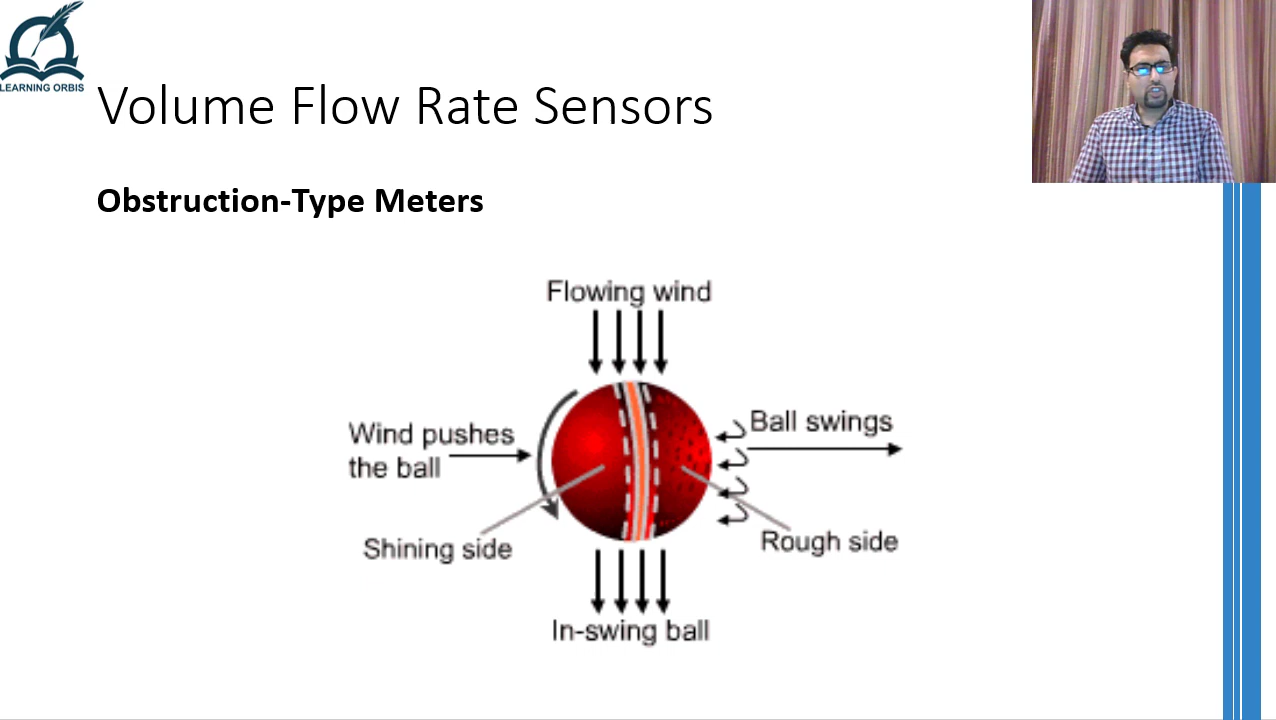 LEARNING ORBIS
Volume Flow Rate Sensors
Obstruction-Type Meters
Flowing wind
Wind pushes
the ball
Ball swings
Shining side
Rough side
In-swing ball